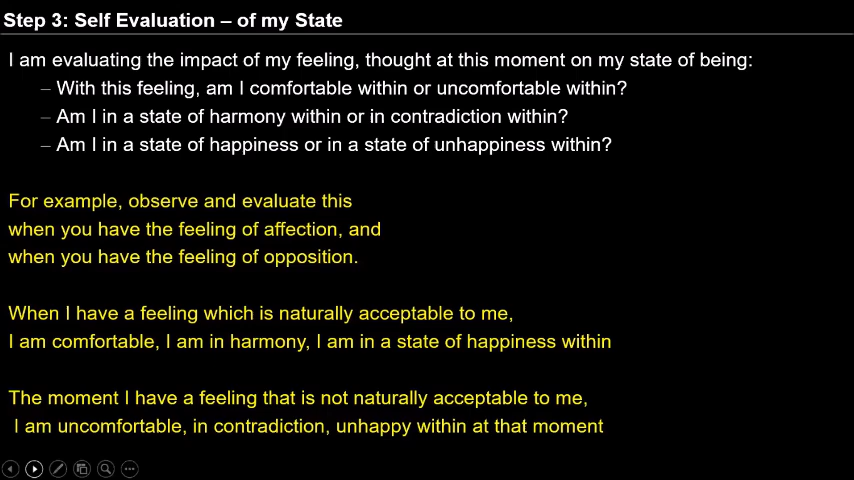 Step 3: Self Evaluation – of my State
I am evaluating the impact of my feeling, thought at this moment on my state of being:
– With this feeling, am I comfortable within or uncomfortable within?
– Am I in a state of harmony within or in contradiction within?
– Am I in a state of happiness or in a state of unhappiness within?
For example, observe and evaluate this
when you have the feeling of affection, and
when you have the feeling of opposition.
When I have a feeling which is naturally acceptable to me,
I am comfortable, I am in harmony, I am in a state of happiness within
The moment I have a feeling that is not naturally acceptable to me,
I am uncomfortable, in contradiction, unhappy within at that moment